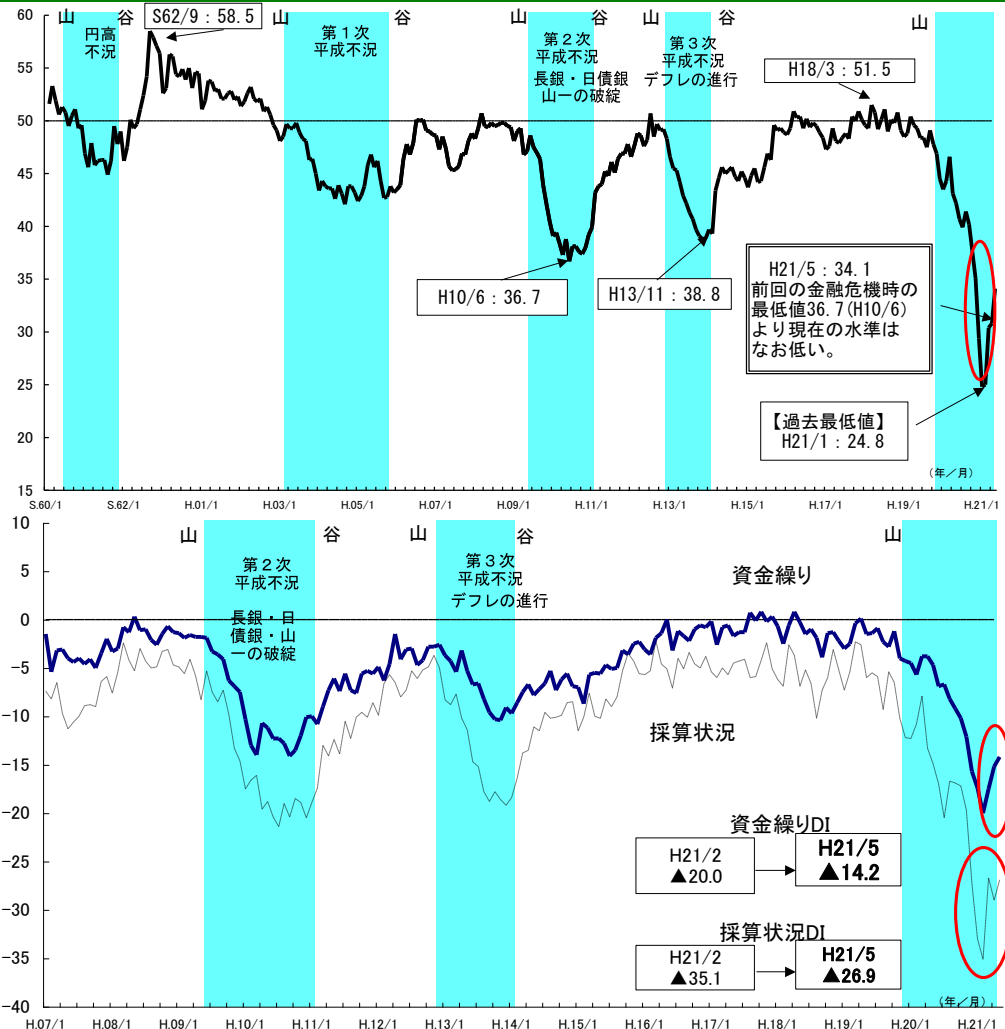 山
谷
S62/9：58.5
山
谷
山
谷
山
谷
山
円高
不況
第１次
平成不況
第２次
平成不況
長銀・日債銀
山一の破綻
第３次
平成不況
デフレの進行
H18/3：51.5
H10/6：36.7
H13/11：38.8
H21/5：34.1
前回の金融危機時の
最低値36.7(H10/6)
より現在の水準は
なお低い。
【過去最低値】
H21/1：24.8
60
55
50
45
40
35
30
25
20
15
（年／月）
S.60/1 S.62/1 H.01/1 H.03/1 H.05/1 H.07/1 H.09/1 H.11/1 H.13/1 H.15/1 H.17/1 H.19/1 H.21/1
山
谷
山
谷
山
第２次
平成不況
長銀・日
債銀・山
一の破綻
第３次
平成不況
デフレの進行
資金繰り
採算状況
資金繰りDI
H21/2
▲20.0
H21/5
▲14.2
採算状況DI
H21/2
▲35.1
H21/5
▲26.9
10
5
0
−5
−10
−15
−20
−25
−30
−35
−40
（年／月）
H.07/1 H.08/1 H.09/1 H.10/1 H.11/1 H.12/1 H.13/1 H.14/1 H.15/1 H.16/1 H.17/1 H.18/1 H.19/1 H.20/1 H.21/1